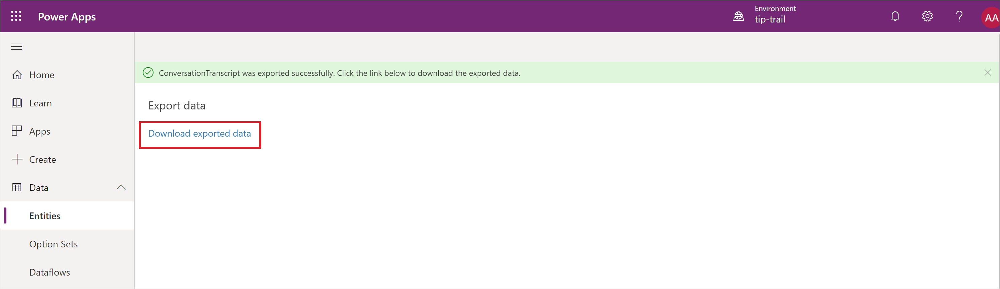 Power Apps
Environment
tip-trail
?
AA
Home
Learn
Apps
Create
Data
Entities
Option Sets
Dataflows
ConversationTranscript was exported successfully. Click the link below to download the exported data.
Export data
Download exported data